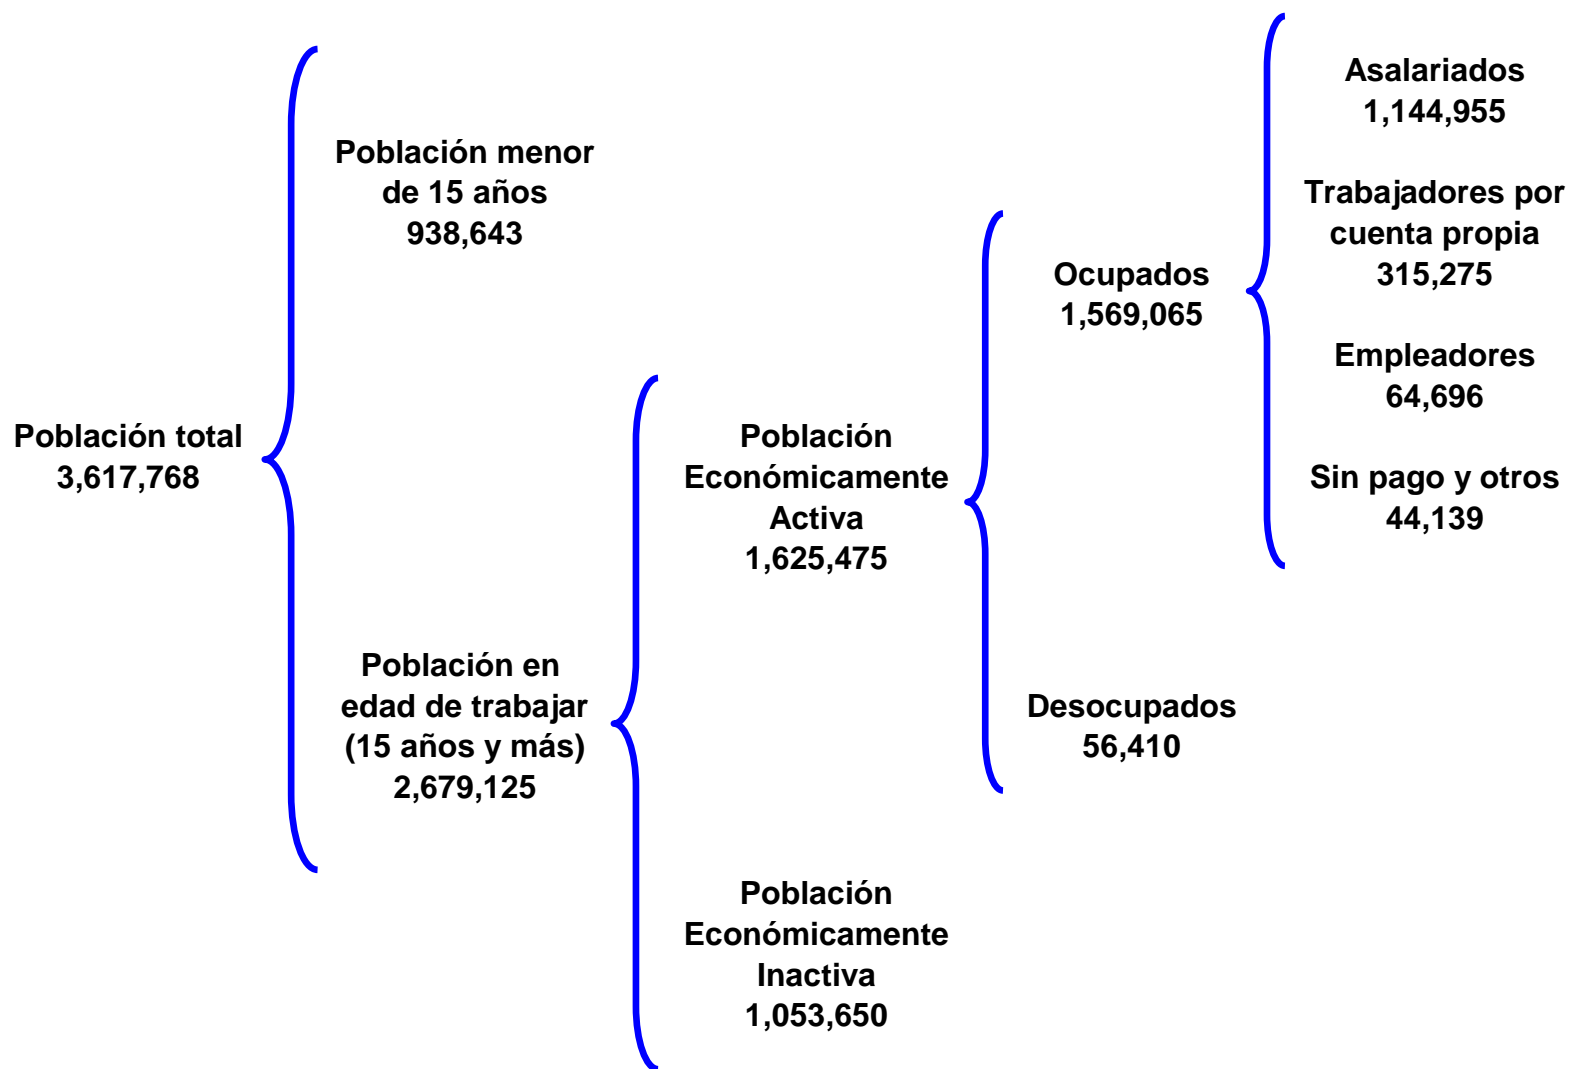 Población total
3,617,768
Población menor
de 15 años
938,643
Población en
edad de trabajar
(15 años y más)
2,679,125
Población
Económicamente
Activa
1,625,475
Población
Económicamente
Inactiva
1,053,650
Ocupados
1,569,065
Desocupados
56,410
Asalariados
1,144,955
Trabajadores por
cuenta propia
315,275
Empleadores
64,696
Sin pago y otros
44,139